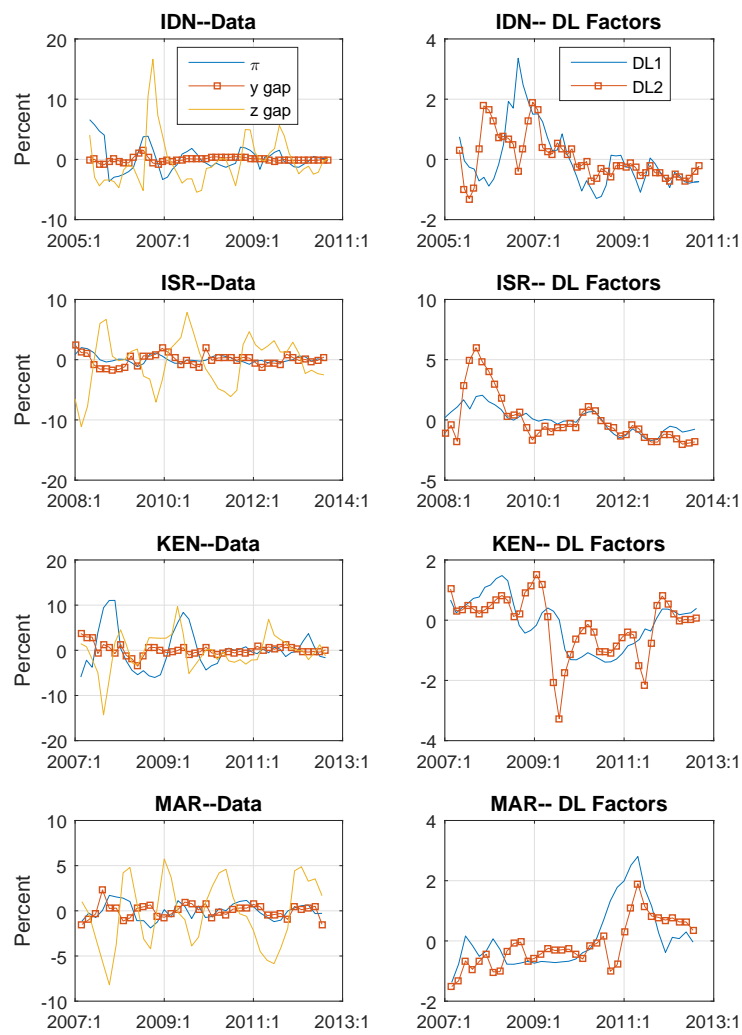 IDN--Data
Percent
20
10
0
-10
2005:1 2007:1 2009:1 2011:1
π
y gap
z gap
IDN-- DL Factors
4
2
0
-2
2005:1 2007:1 2009:1 2011:1
DL1
DL2
ISR--Data
Percent
10
0
-10
-20
2008:1 2010:1 2012:1 2014:1
ISR-- DL Factors
10
5
0
-5
2008:1 2010:1 2012:1 2014:1
KEN--Data
Percent
20
10
0
-10
-20
2007:1 2009:1 2011:1 2013:1
KEN-- DL Factors
2
0
-2
-4
2007:1 2009:1 2011:1 2013:1
MAR--Data
Percent
10
5
0
-5
-10
2007:1 2009:1 2011:1 2013:1
MAR-- DL Factors
4
2
0
-2
2007:1 2009:1 2011:1 2013:1